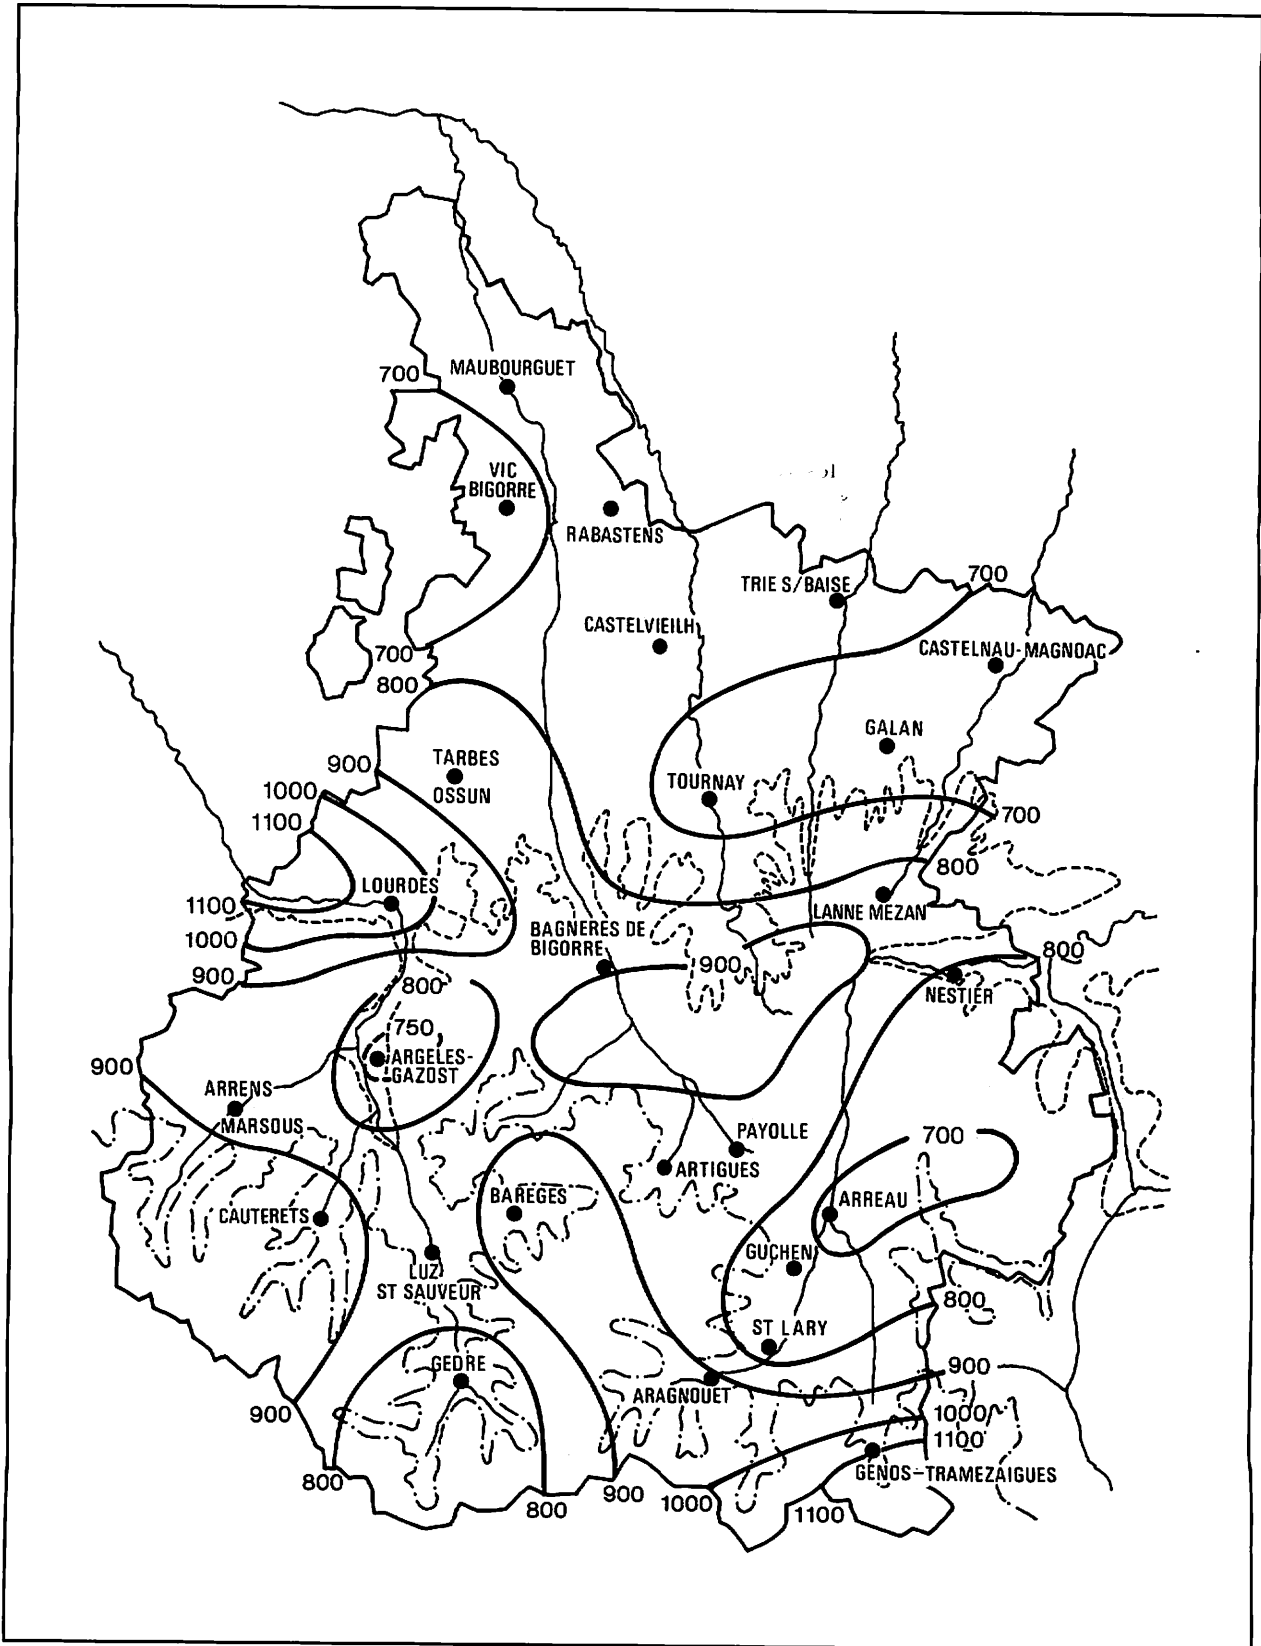 700
MAUBOURGUET
VIC
BIGORRE
RABASTENS
TRIE S/BAISE
700
CASTELVIEILH
CASTELNAU-MAGNOAC
700
800
GALAN
TARBES
OSSUN
900
1000
1100
TOURNAY
700
800
LOURDES
1100
1000
900
LANNE MEZAN
BAGNERES DE
BIGORRE
900
800
NESTIER
800
750
ARGELES-
GAZOST
900
ARRENS
MARSOUS
PAYOLLE
ARTIGUES
700
BAREGES
ARREAU
CAUTERETS
GUCHEN
LUZ
ST SAUVEUR
800
ST LARY
GEDRE
900
ARAGNOUET
900
1000
1100
GENOS-TRAMEZAIGUES
800
800
900
1000
1100